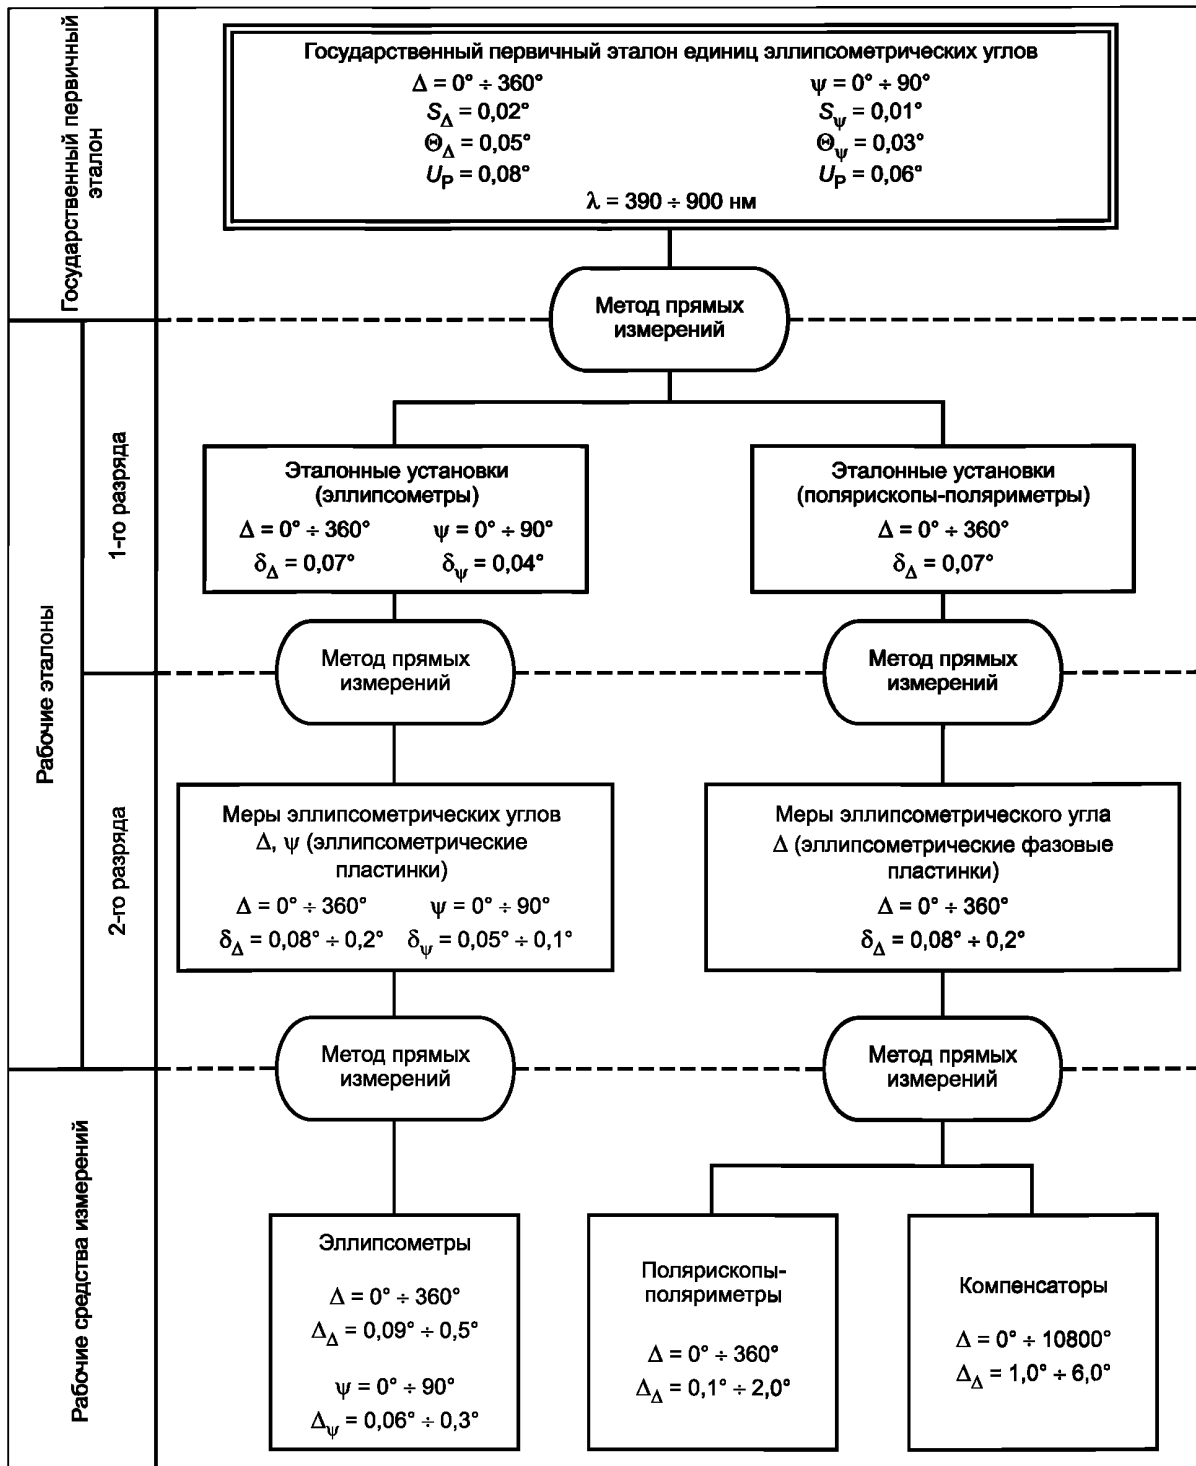 Государственный первичный
эталон
Государственный первичный эталон единиц эллипсометрических углов
Δ = 0° ÷ 360° ψ = 0° ÷ 90°
S_Δ = 0,02° S_ψ = 0,01°
Θ_Δ = 0,05° Θ_ψ = 0,03°
U_P = 0,08° U_P = 0,06°
λ = 390 ÷ 900 нм
Метод прямых
измерений
Рабочие эталоны
1-го разряда
Эталонные установки
(эллипсометры)
Δ = 0° ÷ 360° ψ = 0° ÷ 90°
δ_Δ = 0,07° δ_ψ = 0,04°
Эталонные установки
(полярископы-поляриметры)
Δ = 0° ÷ 360°
δ_Δ = 0,07°
Метод прямых
измерений
Метод прямых
измерений
2-го разряда
Меры эллипсометрических углов
Δ, ψ (эллипсометрические
пластинки)
Δ = 0° ÷ 360° ψ = 0° ÷ 90°
δ_Δ = 0,08° ÷ 0,2° δ_ψ = 0,05° ÷ 0,1°
Меры эллипсометрического угла
Δ (эллипсометрические фазовые
пластинки)
Δ = 0° ÷ 360°
δ_Δ = 0,08° ÷ 0,2°
Метод прямых
измерений
Метод прямых
измерений
Рабочие средства измерений
Эллипсометры
Δ = 0° ÷ 360°
Δ_Δ = 0,09° ÷ 0,5°
ψ = 0° ÷ 90°
Δ_ψ = 0,06° ÷ 0,3°
Полярископы-
поляриметры
Δ = 0° ÷ 360°
Δ_Δ = 0,1° ÷ 2,0°
Компенсаторы
Δ = 0° ÷ 10800°
Δ_Δ = 1,0° ÷ 6,0°